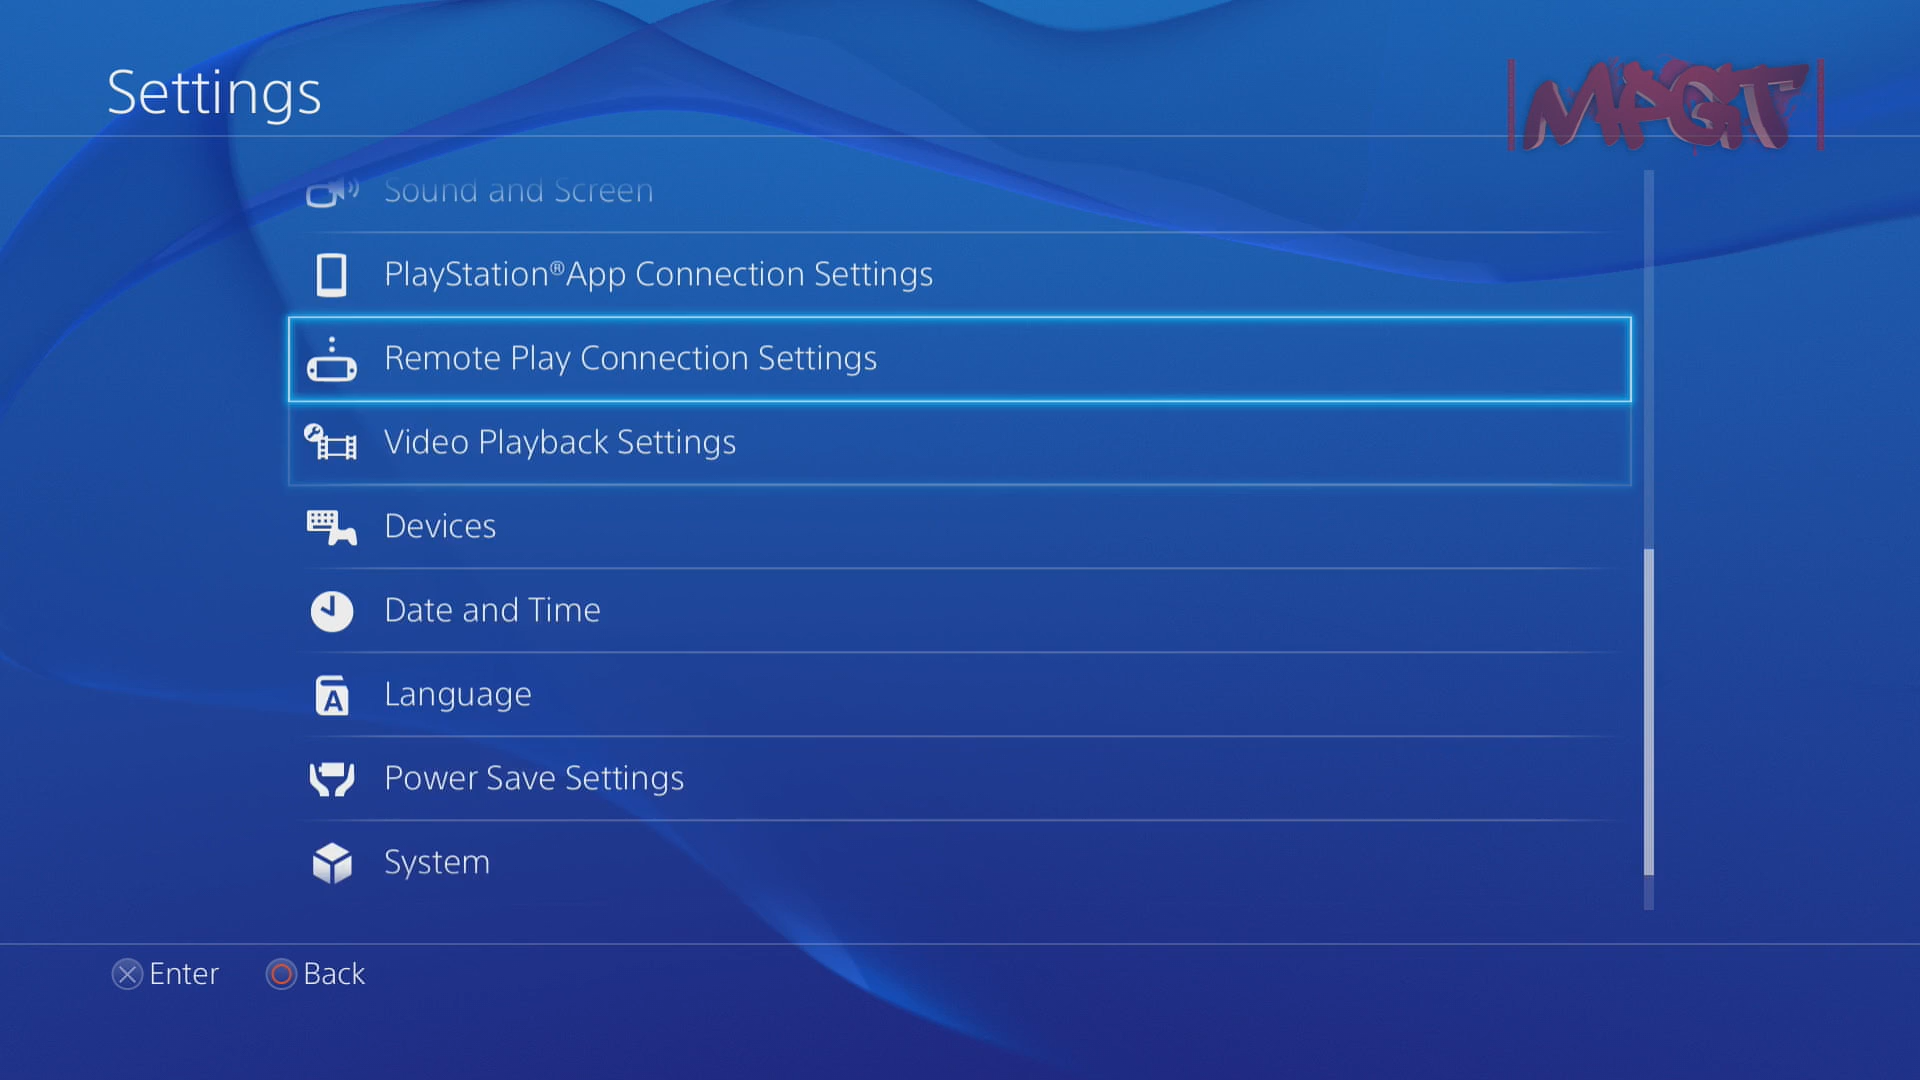 Settings
MPGT
Sound and Screen
PlayStation®App Connection Settings
Remote Play Connection Settings
Video Playback Settings
Devices
Date and Time
Language
Power Save Settings
System
Enter
Back